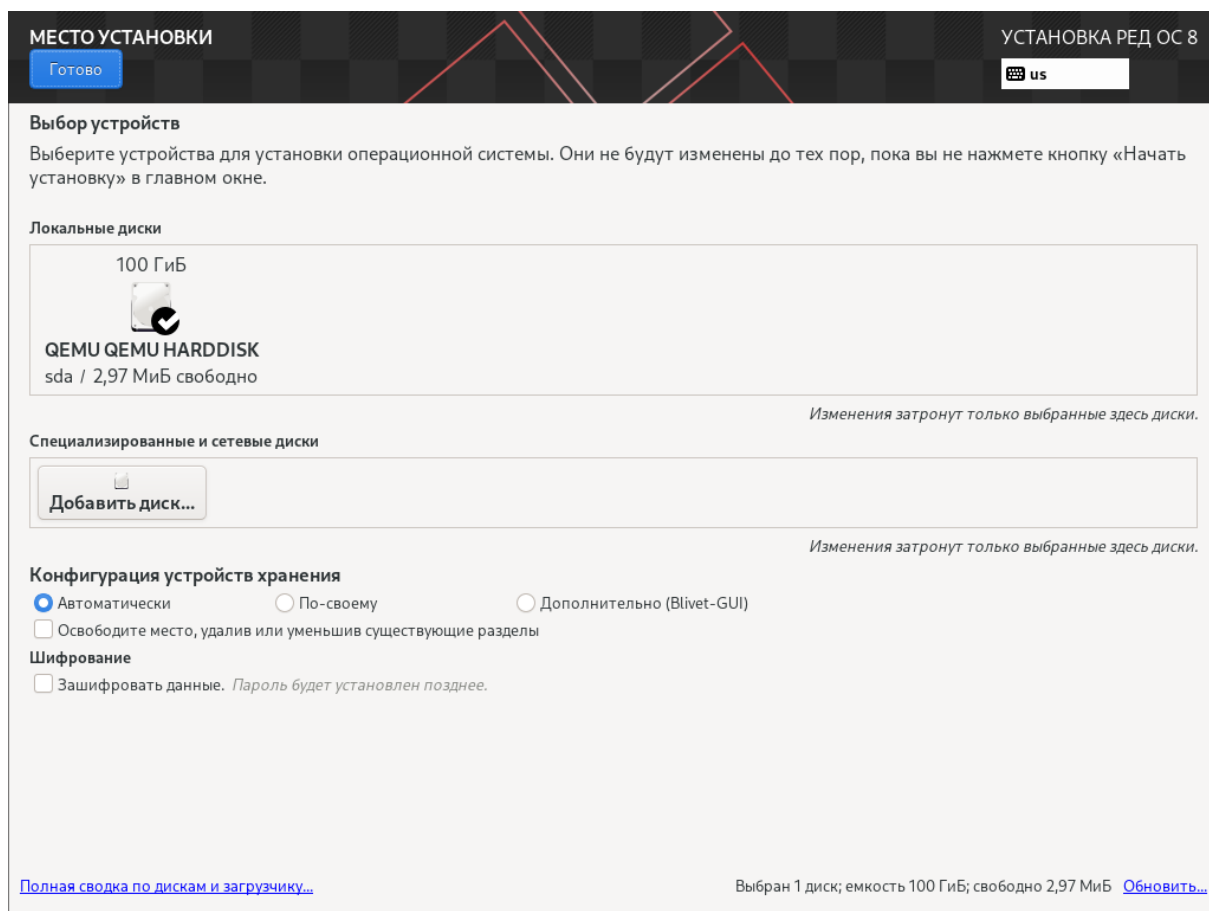 МЕСТО УСТАНОВКИ
УСТАНОВКА РЕД ОС 8
Готово
us
Выбор устройств
Выберите устройства для установки операционной системы. Они не будут изменены до тех пор, пока вы не нажмете кнопку «Начать
установку» в главном окне.
Локальные диски
100 ГиБ
QEMU QEMU HARDDISK
sda / 2,97 МиБ свободно
Изменения затронут только выбранные здесь диски.
Специализированные и сетевые диски
Добавить диск...
Изменения затронут только выбранные здесь диски.
Конфигурация устройств хранения
Автоматически По-своему Дополнительно (Blivet-GUI)
Освободите место, удалив или уменьшив существующие разделы
Шифрование
Зашифровать данные. Пароль будет установлен позднее.
Полная сводка по дискам и загрузчику... Выбран 1 диск; емкость 100 ГиБ; свободно 2,97 МиБ Обновить...